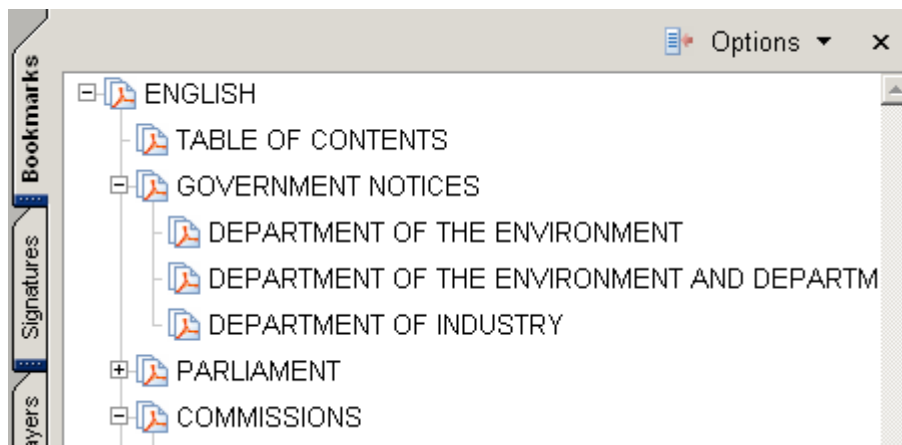 Options
Bookmarks
ENGLISH
TABLE OF CONTENTS
GOVERNMENT NOTICES
DEPARTMENT OF THE ENVIRONMENT
DEPARTMENT OF THE ENVIRONMENT AND DEPARTM
DEPARTMENT OF INDUSTRY
PARLIAMENT
COMMISSIONS
Signatures
ayers